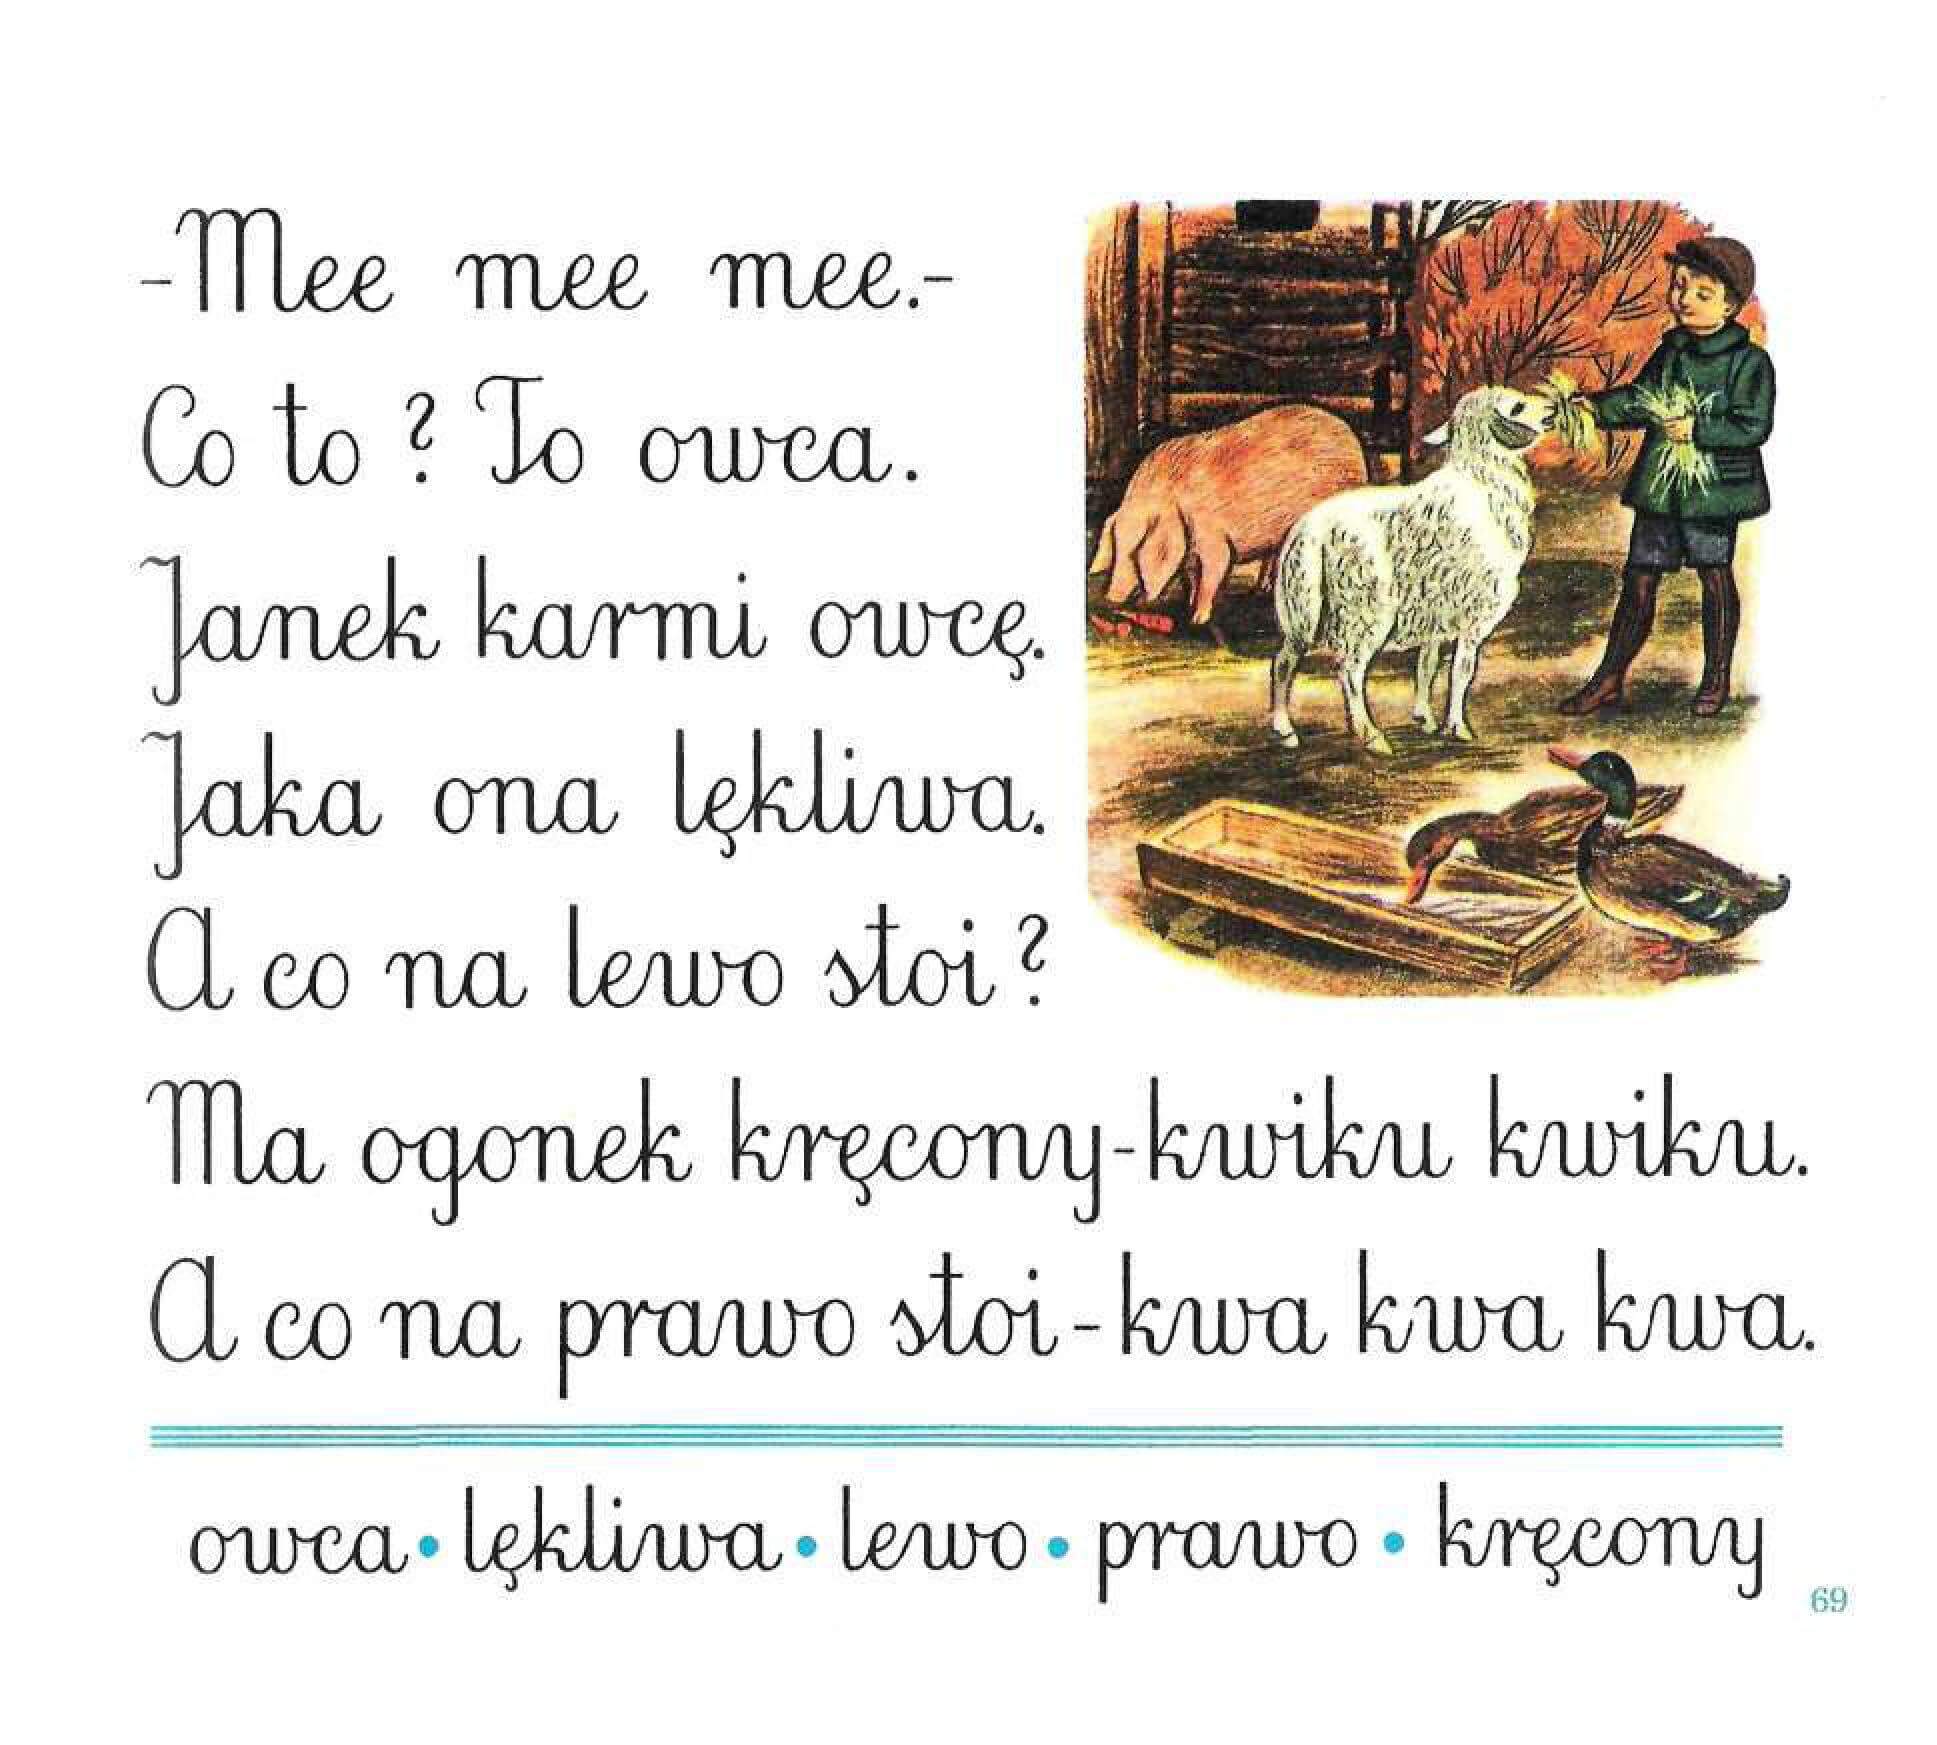 -Mee mee mee.-
Co to ? To owca.
Janek karmi owcę.
Jaka ona lękliwa.
A co na lewo stoi ?
Ma ogonek kręcony-kwiku kwiku.
A co na prawo stoi - kwa kwa kwa.
owca • lękliwa • lewo • prawo • kręcony
69